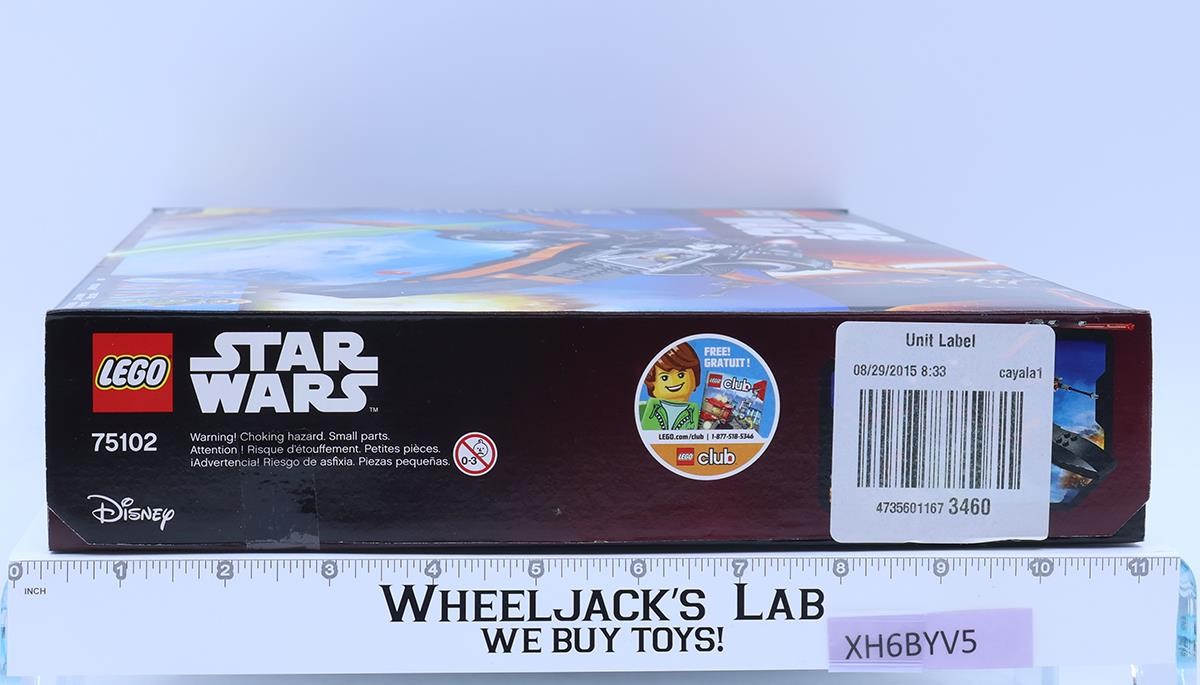 LEGO
STAR
WARS™
75102
Warning! Choking hazard. Small parts.
Attention ! Risque d'étouffement. Petites pièces.
¡Advertencia! Riesgo de asfixia. Piezas pequeñas.
0-3
Disney
FREE!
GRATUIT !
LEGO club
LEGO.com/club | 1-877-518-5346
LEGO club
Unit Label
08/29/2015 8:33 cayala1
4735601167 3460
0 1 2 3 4 5 6 7 8 9 10 11
INCH
WHEELJACK'S LAB
WE BUY TOYS!
XH6BYV5